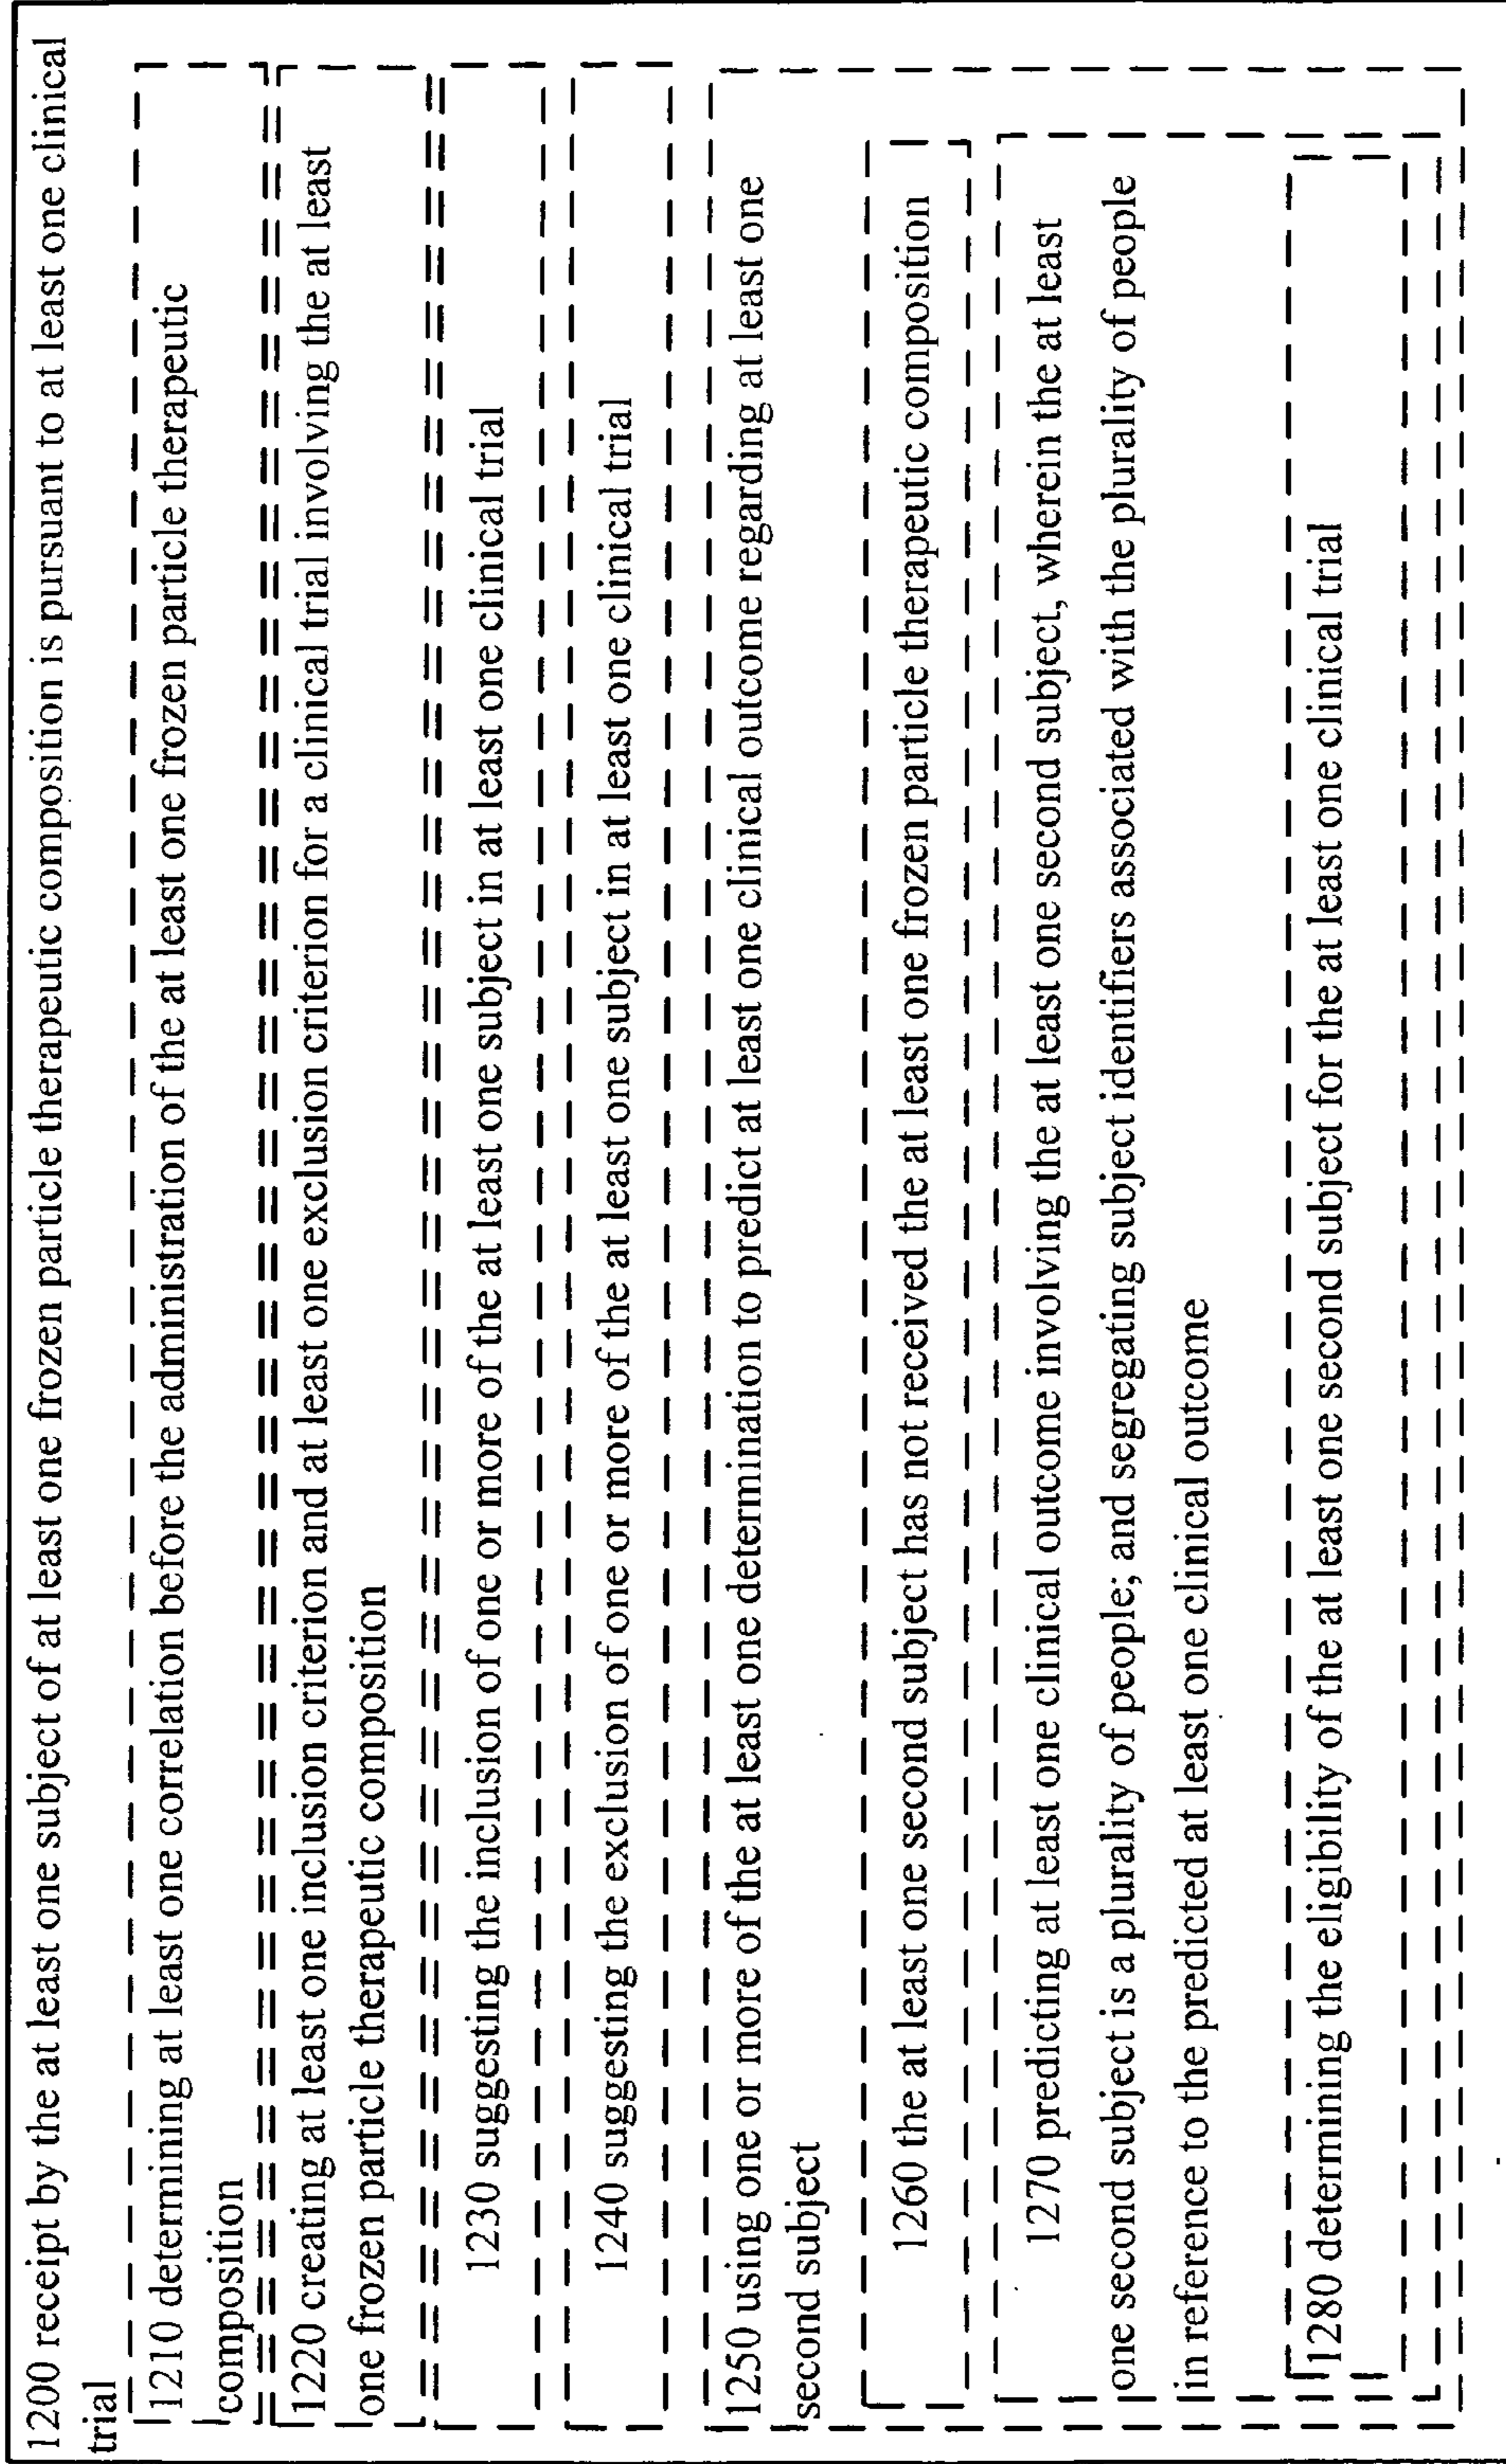 1200 receipt by the at least one subject of at least one frozen particle therapeutic composition is pursuant to at least one clinical
trial
1210 determining at least one correlation before the administration of the at least one frozen particle therapeutic
composition
1220 creating at least one inclusion criterion and at least one exclusion criterion for a clinical trial involving the at least
one frozen particle therapeutic composition
1230 suggesting the inclusion of one or more of the at least one subject in at least one clinical trial
1240 suggesting the exclusion of one or more of the at least one subject in at least one clinical trial
1250 using one or more of the at least one determination to predict at least one clinical outcome regarding at least one
second subject
1260 the at least one second subject has not received the at least one frozen particle therapeutic composition
1270 predicting at least one clinical outcome involving the at least one second subject, wherein the at least
one second subject is a plurality of people; and segregating subject identifiers associated with the plurality of people
in reference to the predicted at least one clinical outcome
1280 determining the eligibility of the at least one second subject for the at least one clinical trial